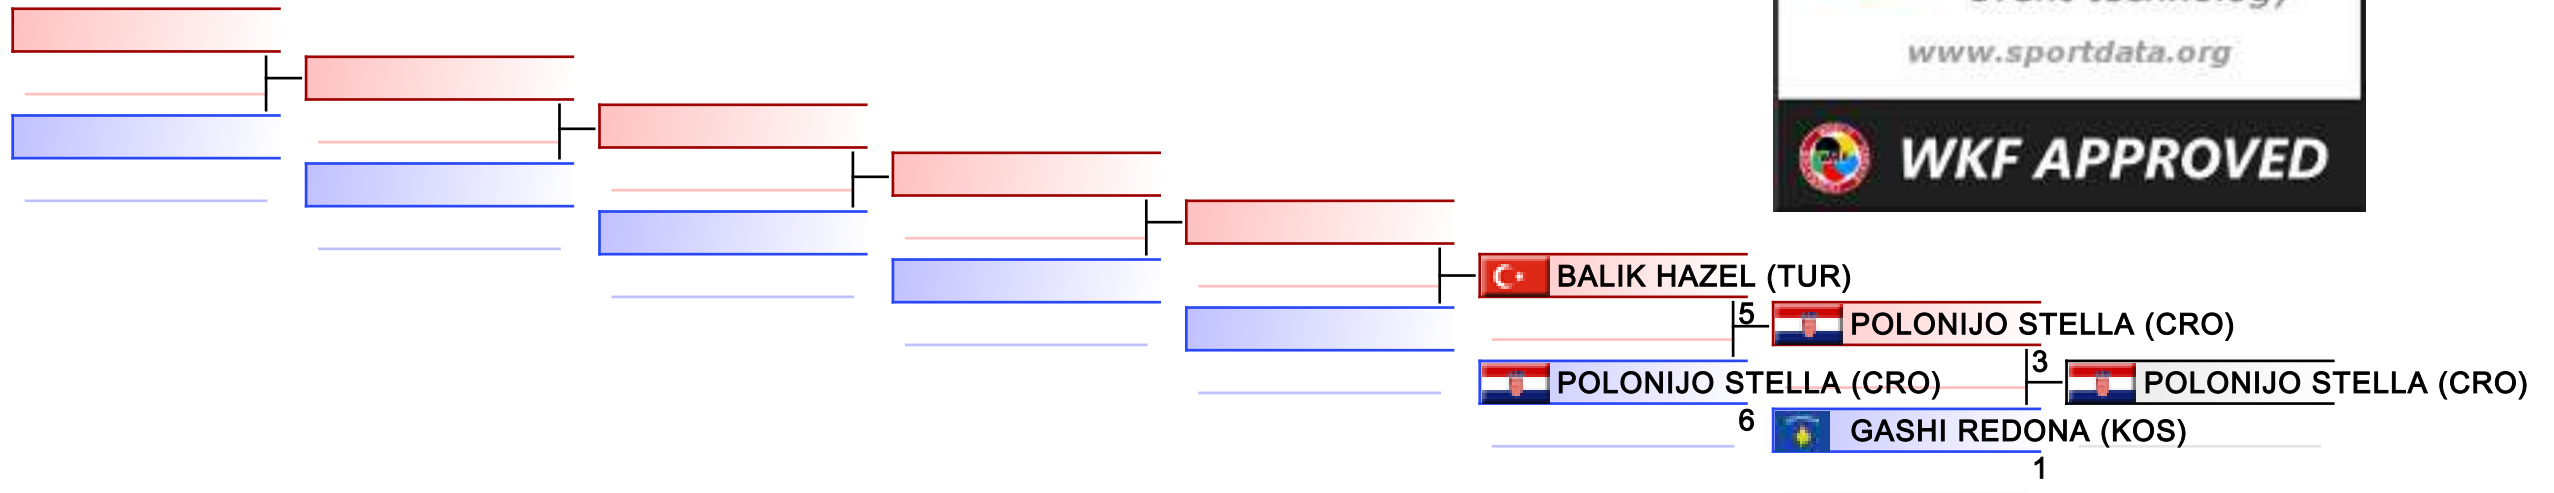 www.sportdata.org
WKF APPROVED
BALIK HAZEL (TUR)
5
POLONIJO STELLA (CRO)
3
POLONIJO STELLA (CRO)
POLONIJO STELLA (CRO)
6
GASHI REDONA (KOS)
1